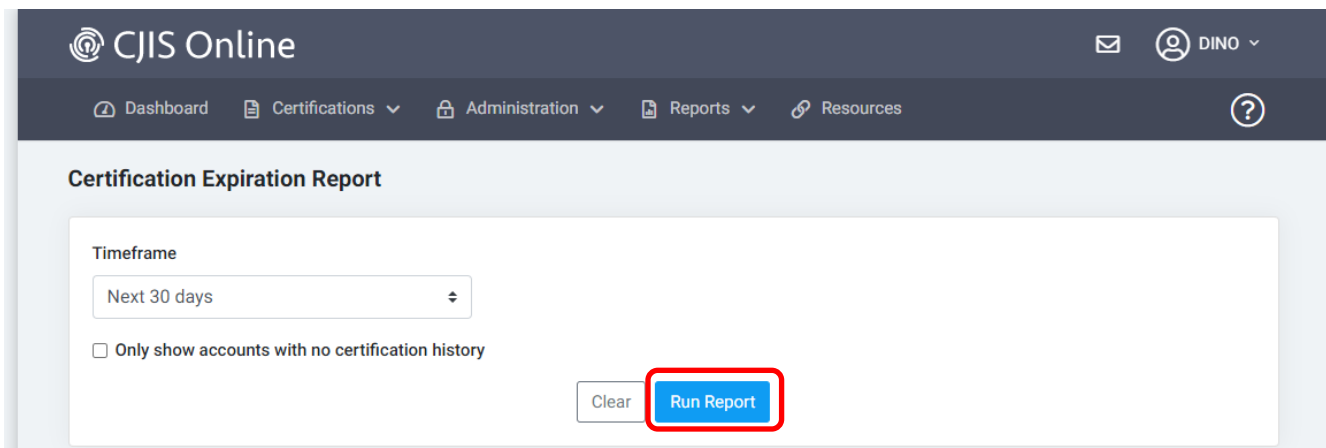 CJIS Online
DINO
Dashboard Certifications Administration Reports Resources ?
Certification Expiration Report
Timeframe
Next 30 days
Only show accounts with no certification history
Clear Run Report